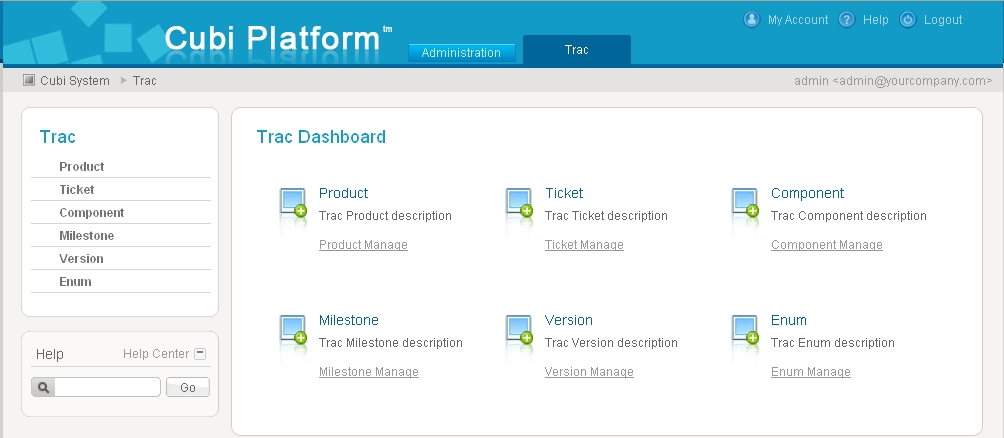 My Account Help Logout
Cubi Platform™
Administration Trac
Cubi System Trac admin <admin@yourcompany.com>
Trac
Product
Ticket
Component
Milestone
Version
Enum
Help Help Center
Go
Trac Dashboard
Product Ticket Component
Trac Product description Trac Ticket description Trac Component description
Product Manage Ticket Manage Component Manage
Milestone Version Enum
Trac Milestone description Trac Version description Trac Enum description
Milestone Manage Version Manage Enum Manage